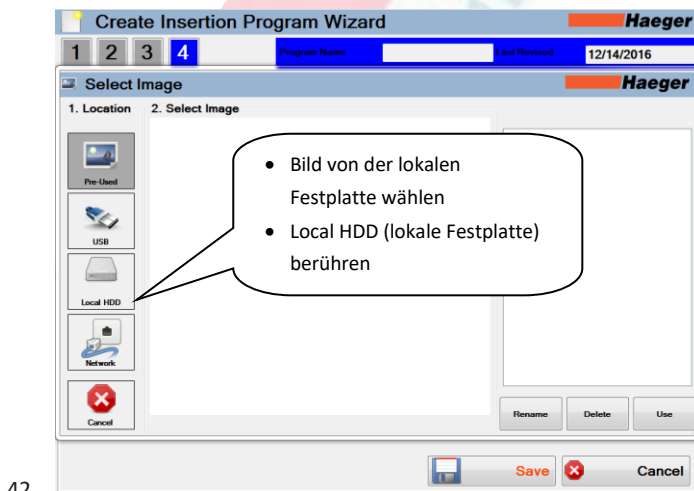 Create Insertion Program Wizard
Haeger
1 2 3 4
Program Name
Last Revised
12/14/2016
Select Image
Haeger
1. Location
2. Select Image
Pre-Used
USB
Local HDD
Network
Cancel
• Bild von der lokalen
Festplatte wählen
• Local HDD (lokale Festplatte)
berühren
Rename
Delete
Use
Save
Cancel
42